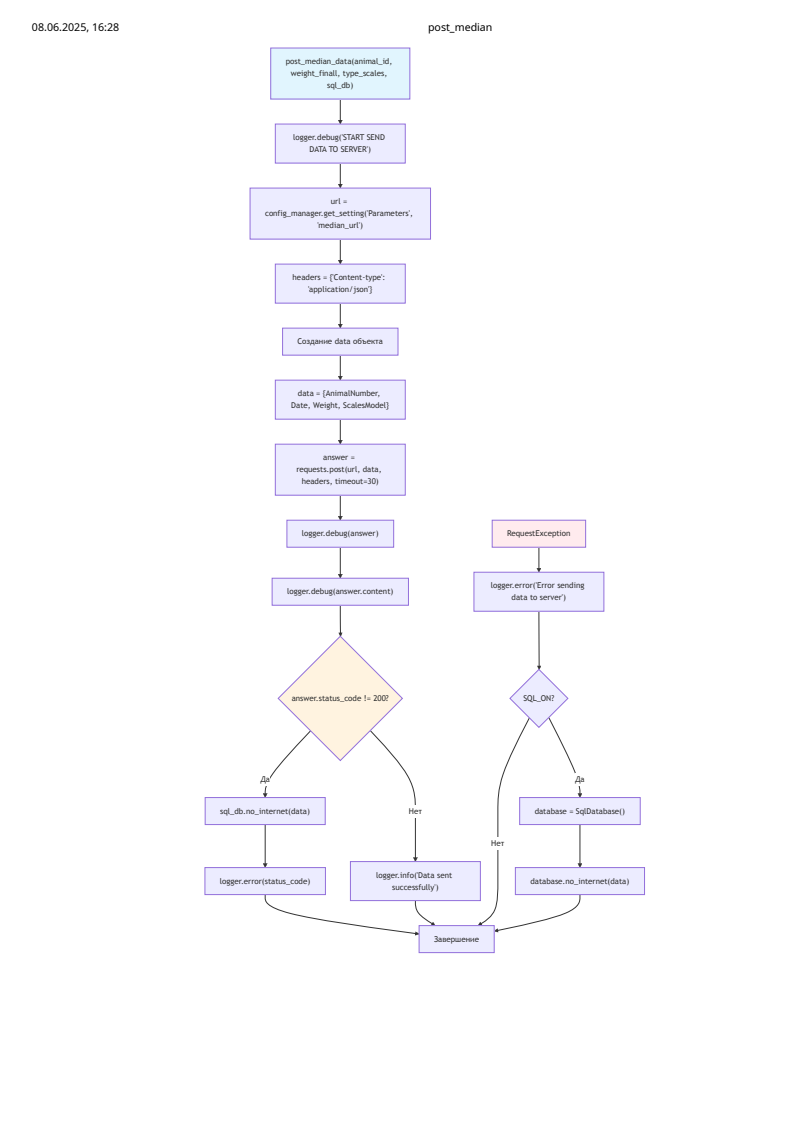 08.06.2025, 16:28
post_median
post_median_data(animal_id,
weight_finall, type_scales,
sql_db)
logger.debug('START SEND
DATA TO SERVER')
url =
config_manager.get_setting('Parameters',
'median_url')
headers = {'Content-type':
'application/json'}
Создание data объекта
data = {AnimalNumber,
Date, Weight, ScalesModel}
answer =
requests.post(url, data,
headers, timeout=30)
logger.debug(answer)
RequestException
logger.debug(answer.content)
logger.error('Error sending
data to server')
answer.status_code != 200?
SQL_ON?
Да
Нет
Да
Нет
sql_db.no_internet(data)
database = SqlDatabase()
logger.error(status_code)
logger.info('Data sent
successfully')
database.no_internet(data)
Завершение